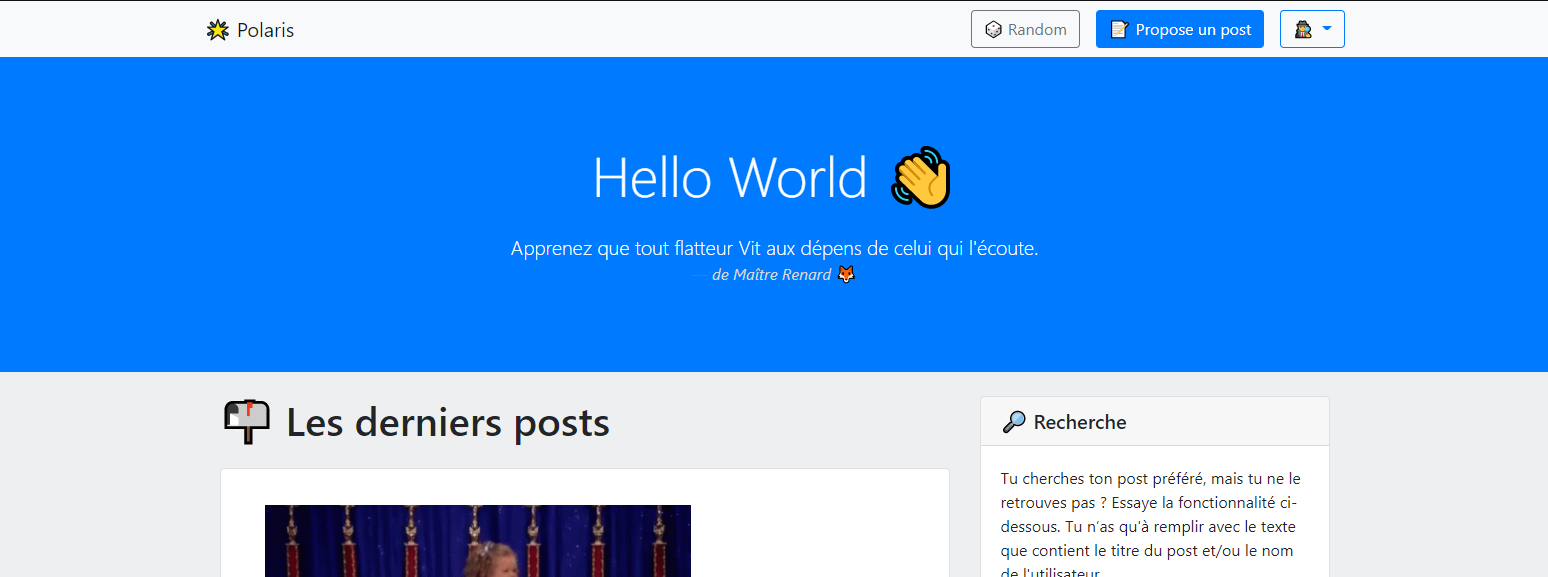 Polaris
Random
Propose un post
Hello World
Apprenez que tout flatteur Vit aux dépens de celui qui l'écoute.
— de Maître Renard
Les derniers posts
Recherche
Tu cherches ton post préféré, mais tu ne le
retrouves pas ? Essaye la fonctionnalité ci-
dessous. Tu n'as qu'à remplir avec le texte
que contient le titre du post et/ou le nom
de l'utilisateur